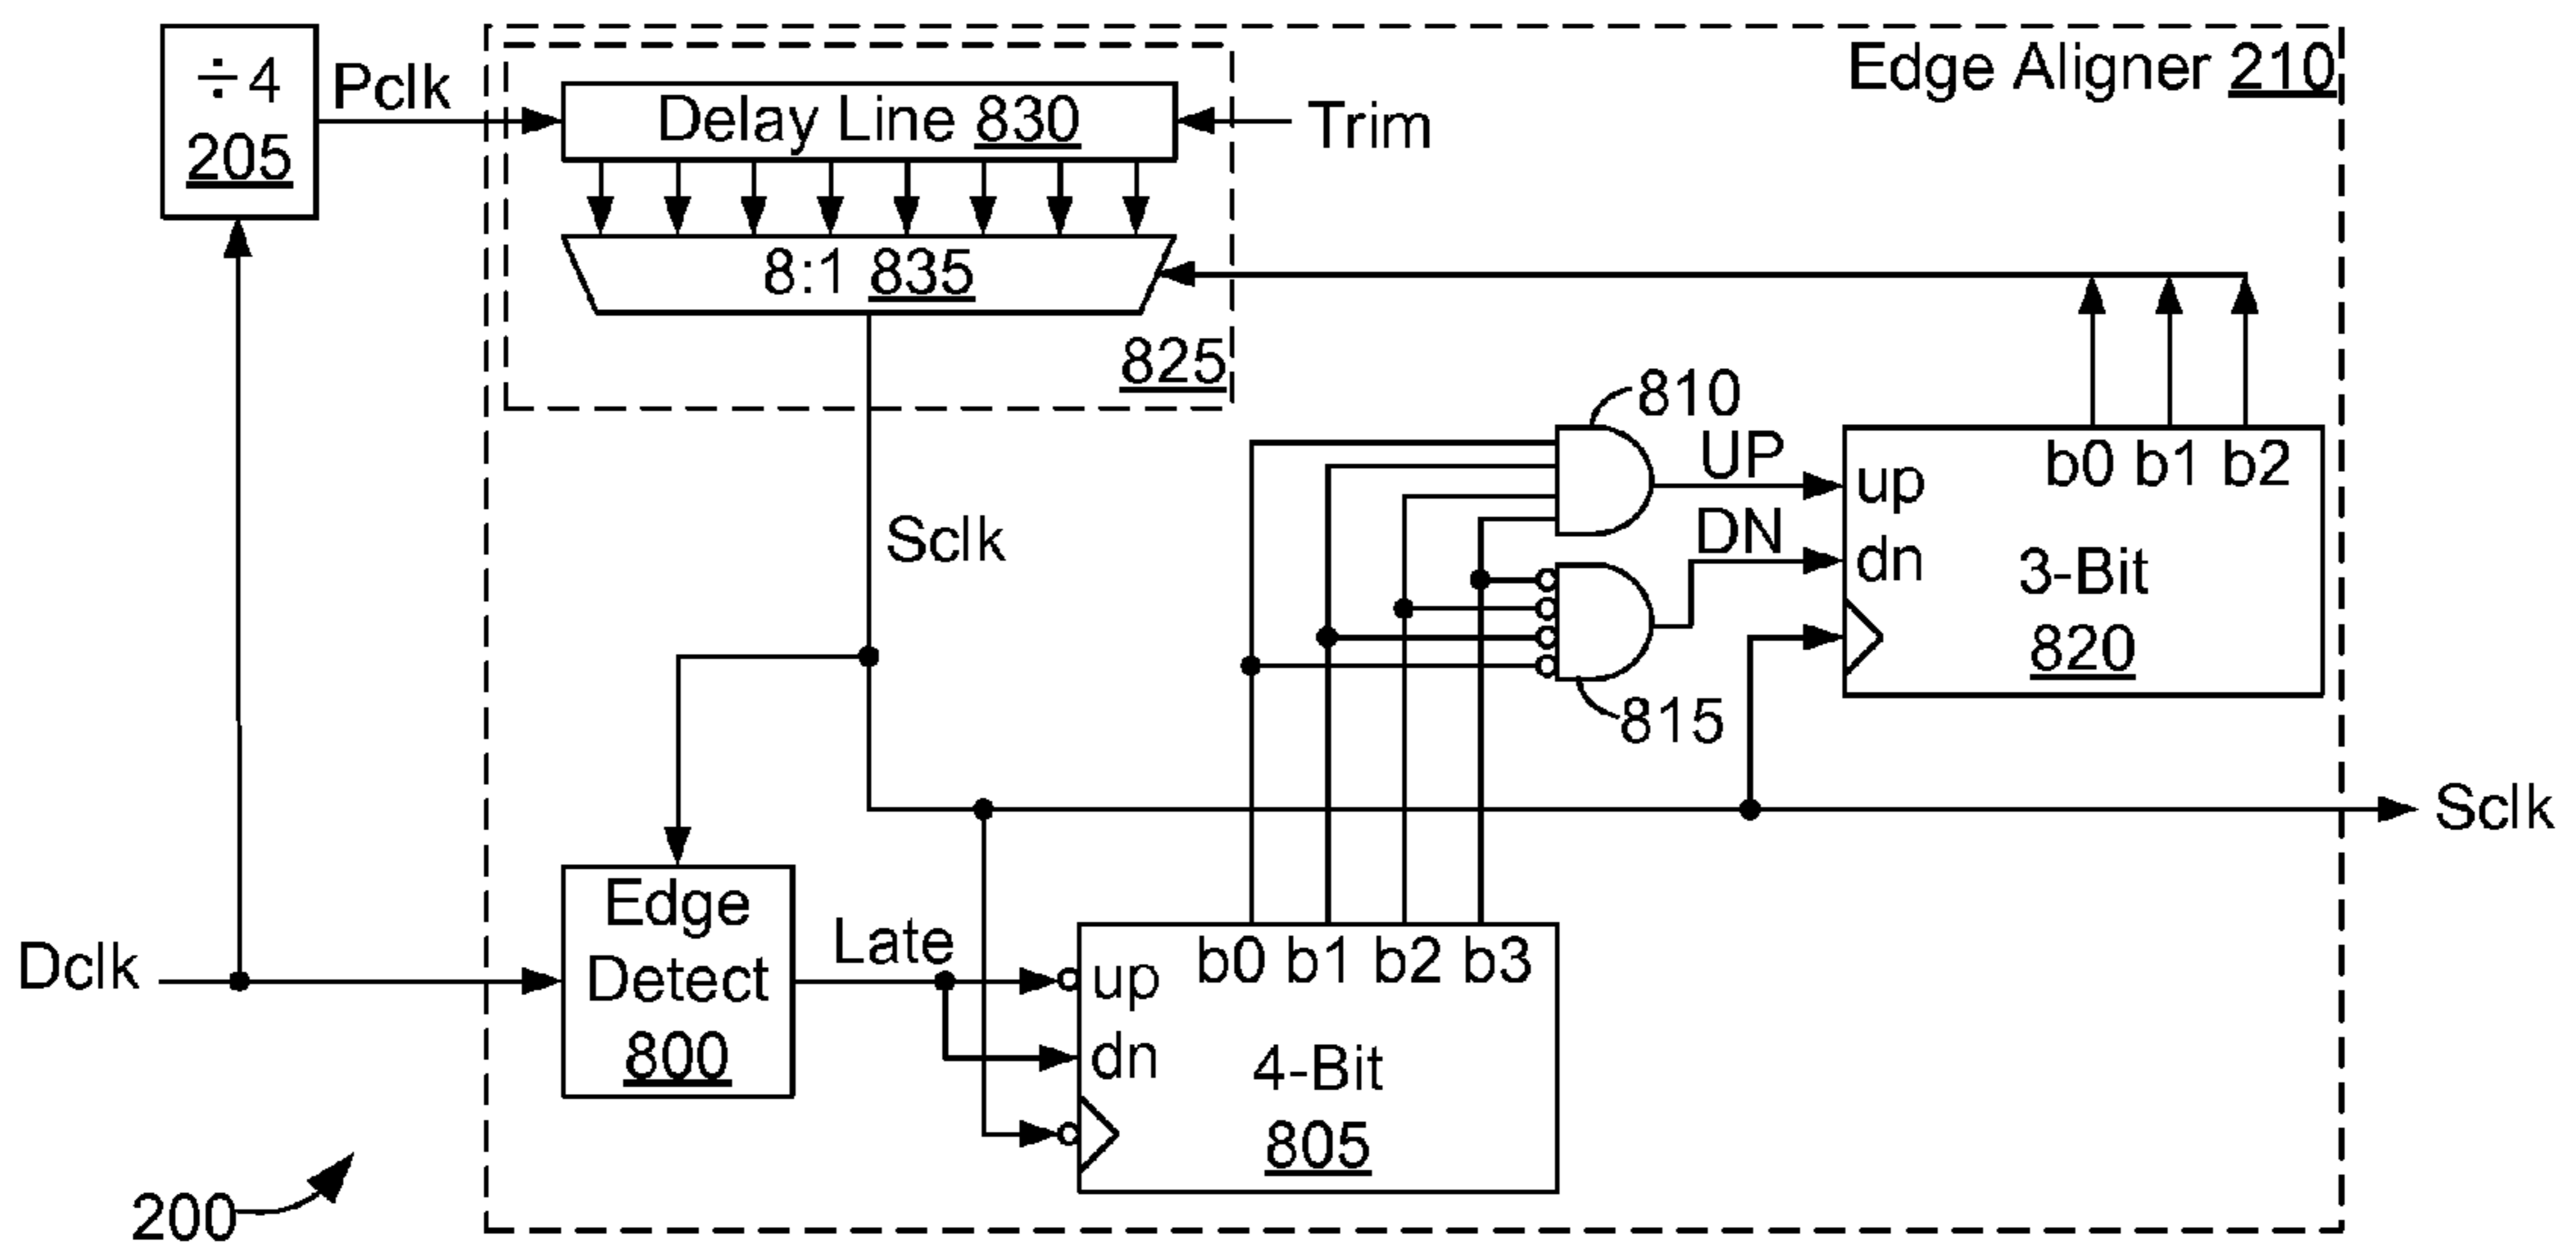 ÷4
205
Pclk
Delay Line 830
Trim
Edge Aligner 210
8:1 835
825
810
UP
DN
815
up
dn
b0 b1 b2
3-Bit
820
Sclk
Sclk
Dclk
Edge
Detect
800
Late
up
dn
b0 b1 b2 b3
4-Bit
805
200